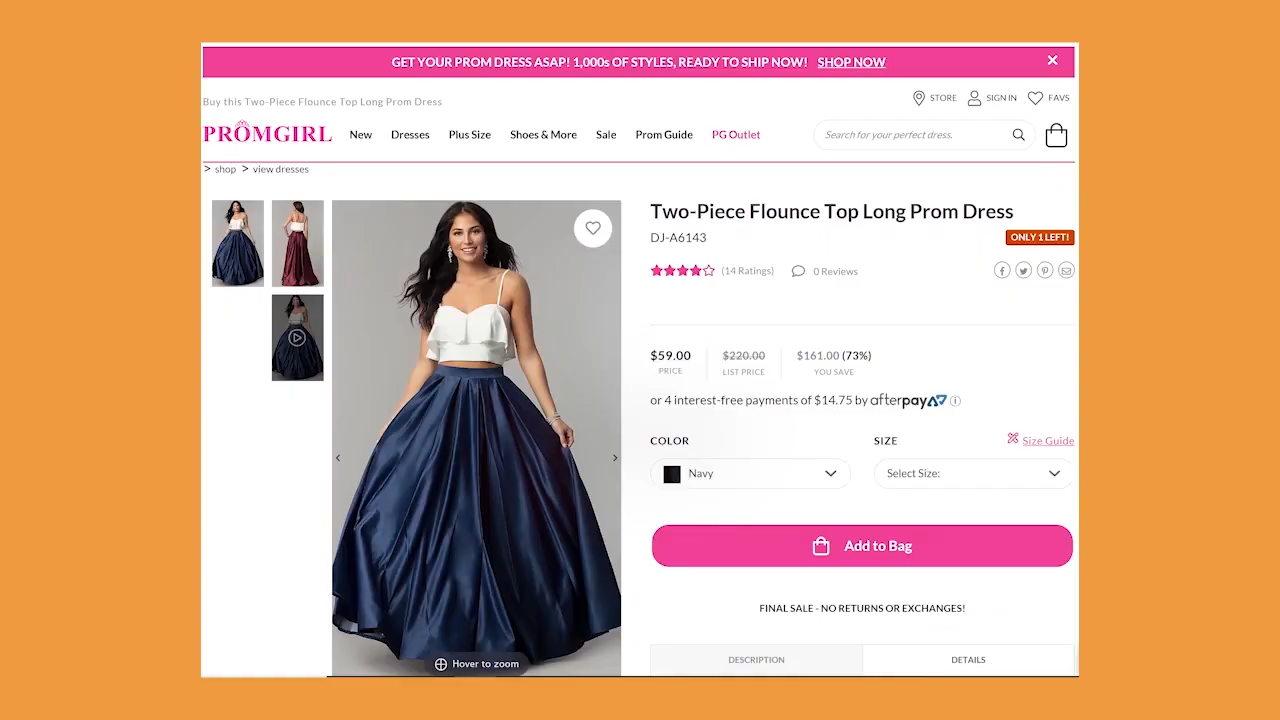 GET YOUR PROM DRESS ASAP! 1,000s OF STYLES, READY TO SHIP NOW! SHOP NOW
Buy this Two-Piece Flounce Top Long Prom Dress
STORE SIGN IN FAVS
PROMGIRL New Dresses Plus Size Shoes & More Sale Prom Guide PG Outlet Search for your perfect dress.
> shop > view dresses
Two-Piece Flounce Top Long Prom Dress
DJ-A6143
ONLY 1 LEFT!
(14 Ratings) 0 Reviews
$59.00 $220.00 $161.00 (73%)
PRICE LIST PRICE YOU SAVE
or 4 interest-free payments of $14.75 by afterpay
COLOR SIZE Size Guide
Navy Select Size:
Add to Bag
FINAL SALE - NO RETURNS OR EXCHANGES!
Hover to zoom
DESCRIPTION DETAILS